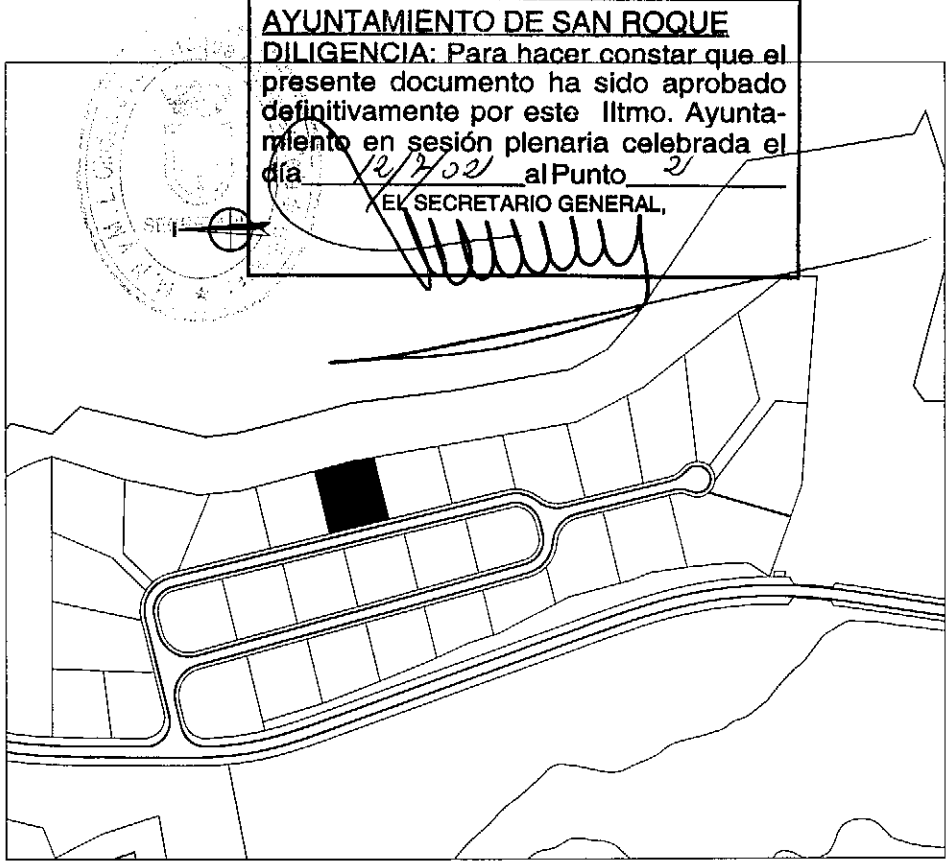 AYUNTAMIENTO DE SAN ROQUE
DILIGENCIA: Para hacer constar que el
presente documento ha sido aprobado
definitivamente por este Iltmo. Ayunta-
miento en sesión plenaria celebrada el
día 12/7/02 al Punto 2
EL SECRETARIO GENERAL,